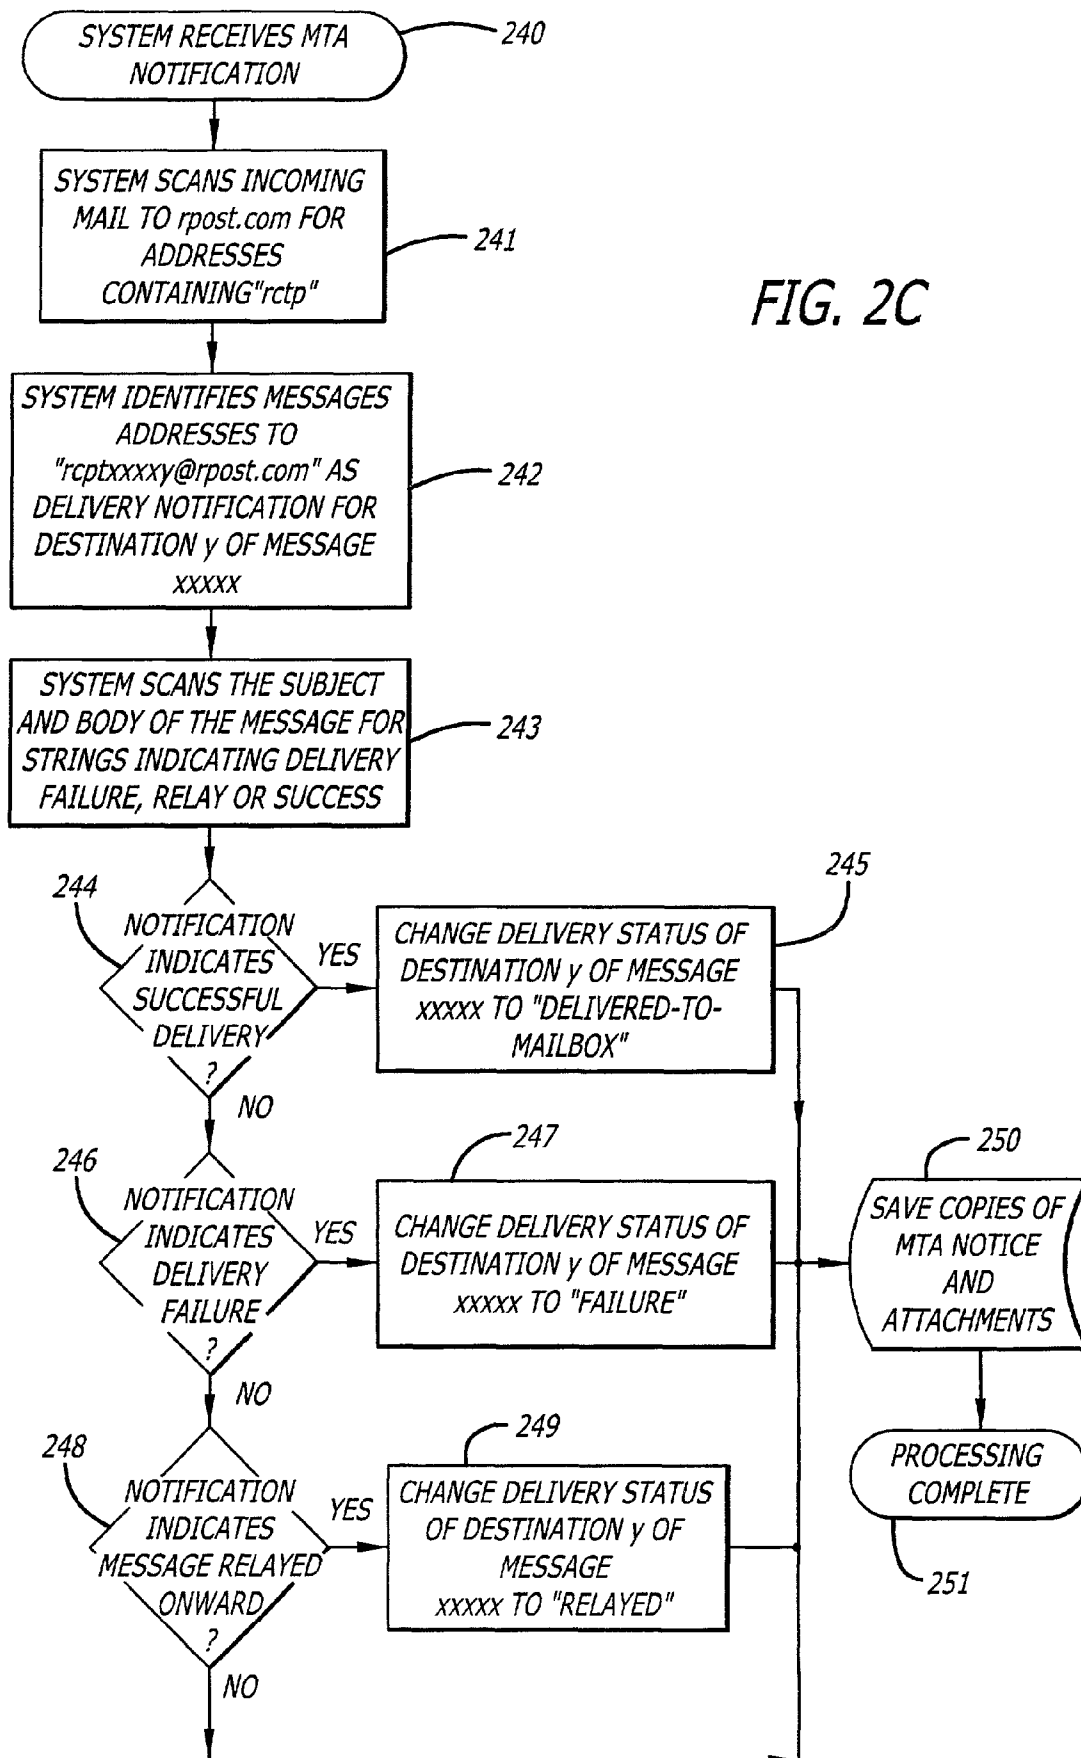 SYSTEM RECEIVES MTA
NOTIFICATION
240
SYSTEM SCANS INCOMING
MAIL TO rpost.com FOR
ADDRESSES
CONTAINING"rctp"
241
FIG. 2C
SYSTEM IDENTIFIES MESSAGES
ADDRESSES TO
"rcptxxxxy@rpost.com" AS
DELIVERY NOTIFICATION FOR
DESTINATION y OF MESSAGE
xxxxx
242
SYSTEM SCANS THE SUBJECT
AND BODY OF THE MESSAGE FOR
STRINGS INDICATING DELIVERY
FAILURE, RELAY OR SUCCESS
243
244
NOTIFICATION
INDICATES
SUCCESSFUL
DELIVERY
?
YES
NO
245
CHANGE DELIVERY STATUS OF
DESTINATION y OF MESSAGE
xxxxx TO "DELIVERED-TO-
MAILBOX"
246
NOTIFICATION
INDICATES
DELIVERY
FAILURE
?
YES
NO
247
CHANGE DELIVERY STATUS OF
DESTINATION y OF MESSAGE
xxxxx TO "FAILURE"
250
SAVE COPIES OF
MTA NOTICE
AND
ATTACHMENTS
248
NOTIFICATION
INDICATES
MESSAGE RELAYED
ONWARD
?
YES
NO
249
CHANGE DELIVERY STATUS
OF DESTINATION y OF
MESSAGE
xxxxx TO "RELAYED"
PROCESSING
COMPLETE
251